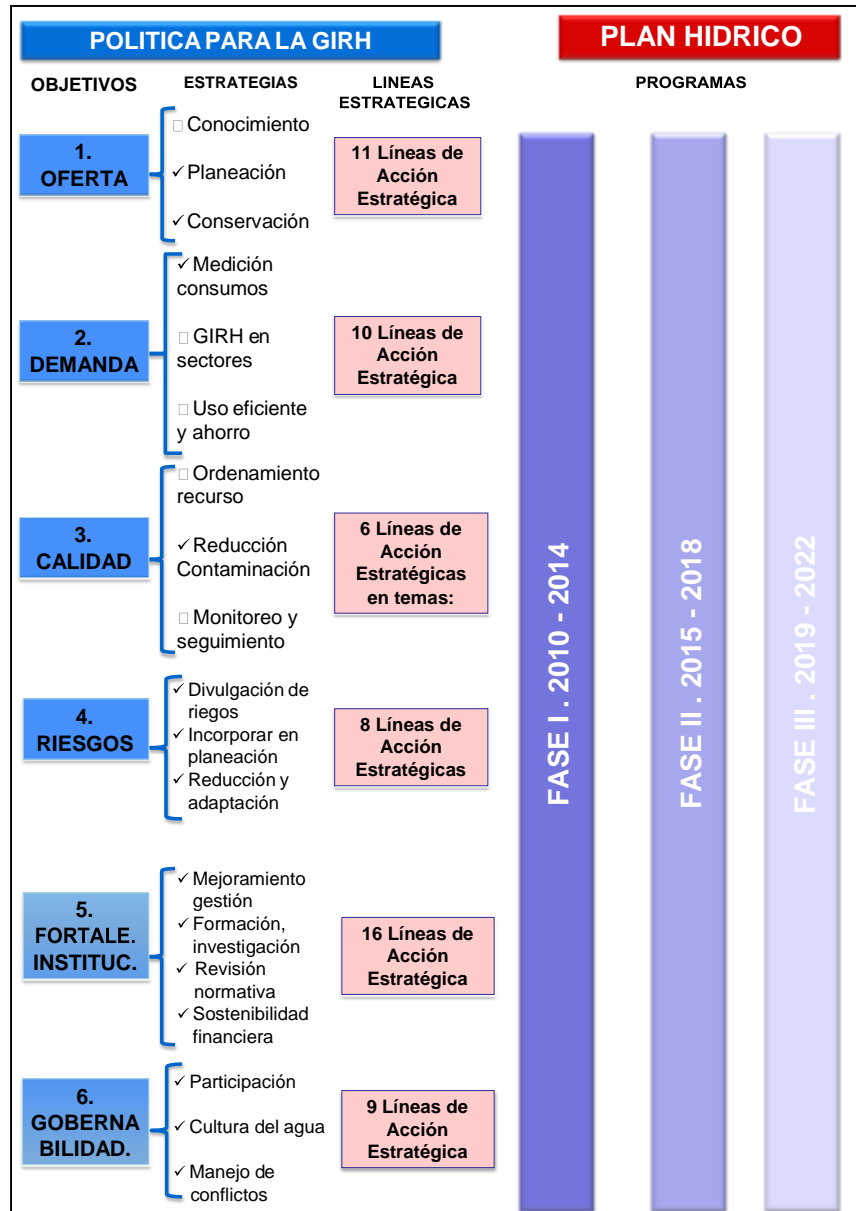 POLITICA PARA LA GIRH
PLAN HIDRICO
OBJETIVOS
ESTRATEGIAS
LINEAS
ESTRATEGICAS
PROGRAMAS
1.
OFERTA
□ Conocimiento
✓ Planeación
✓ Conservación
11 Líneas de
Acción
Estratégica
2.
DEMANDA
✓ Medición
consumos
□ GIRH en
sectores
□ Uso eficiente
y ahorro
10 Líneas de
Acción
Estratégica
3.
CALIDAD
□ Ordenamiento
recurso
✓ Reducción
Contaminación
□ Monitoreo y
seguimiento
6 Líneas de
Acción
Estratégicas
en temas:
4.
RIESGOS
✓ Divulgación de
riegos
✓ Incorporar en
planeación
✓ Reducción y
adaptación
8 Líneas de
Acción
Estratégicas
5.
FORTALE.
INSTITUC.
✓ Mejoramiento
gestión
✓ Formación,
investigación
✓ Revisión
normativa
✓ Sostenibilidad
financiera
16 Líneas de
Acción
Estratégica
6.
GOBERNA
BILIDAD.
✓ Participación
✓ Cultura del agua
✓ Manejo de
conflictos
9 Líneas de
Acción
Estratégica
FASE I . 2010 - 2014
FASE II . 2015 - 2018
FASE III . 2019 - 2022